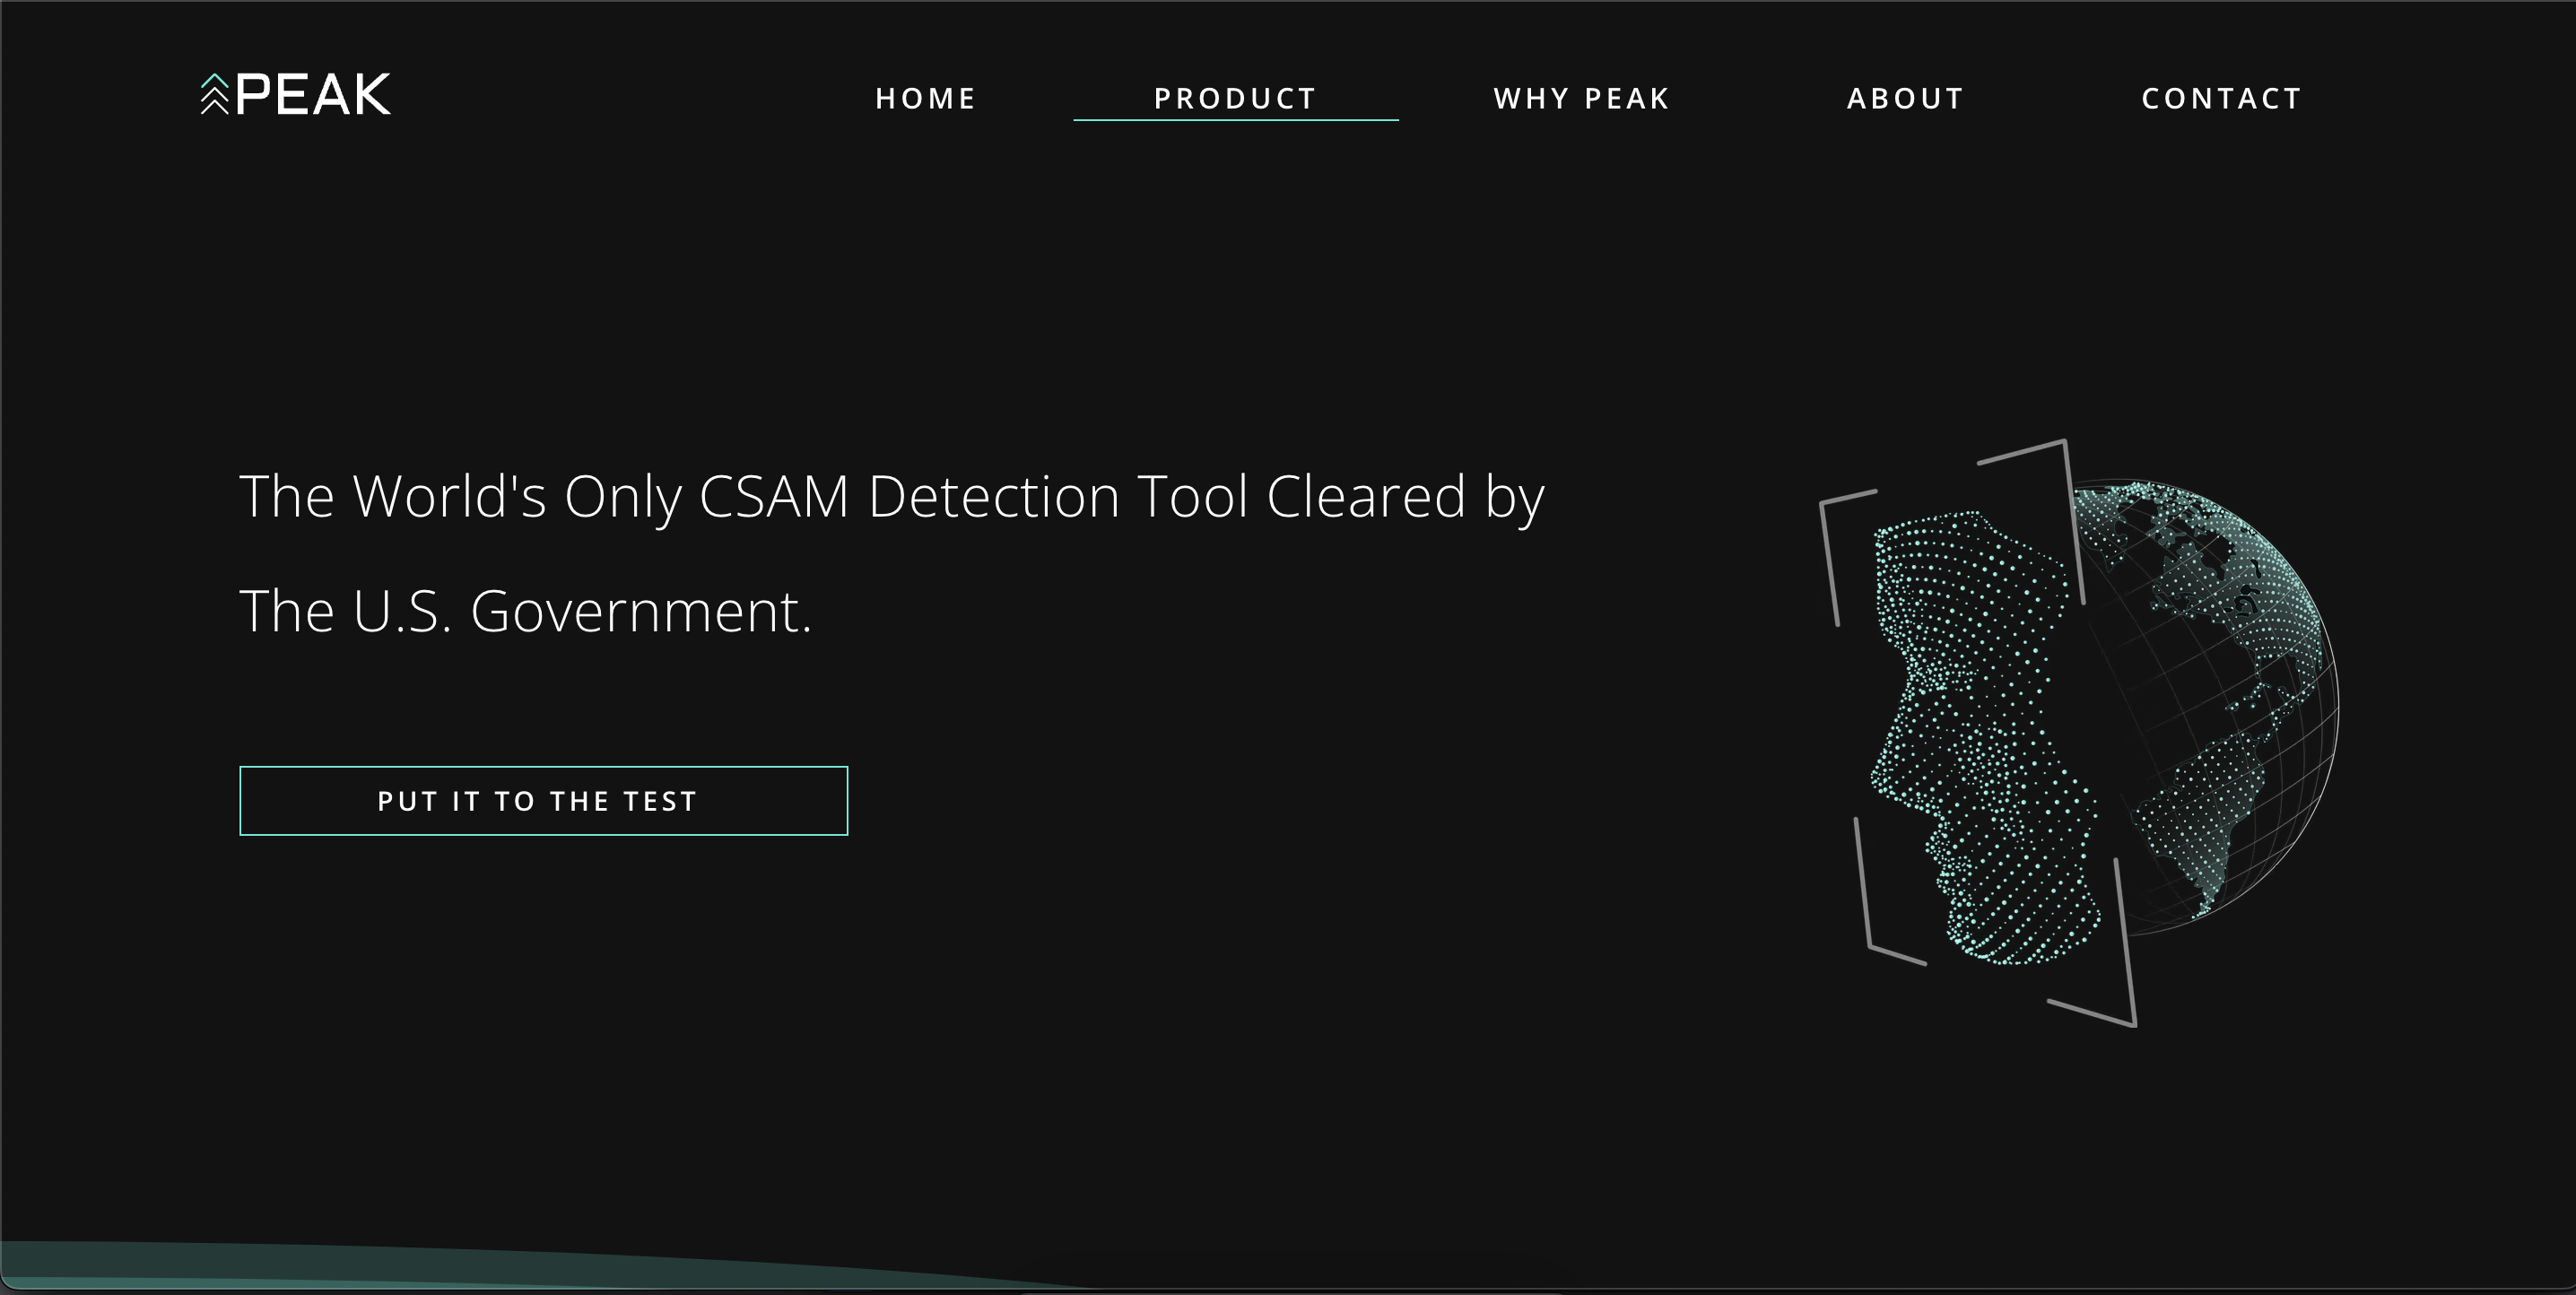 PEAK
HOME PRODUCT WHY PEAK ABOUT CONTACT
The World's Only CSAM Detection Tool Cleared by
The U.S. Government.
PUT IT TO THE TEST